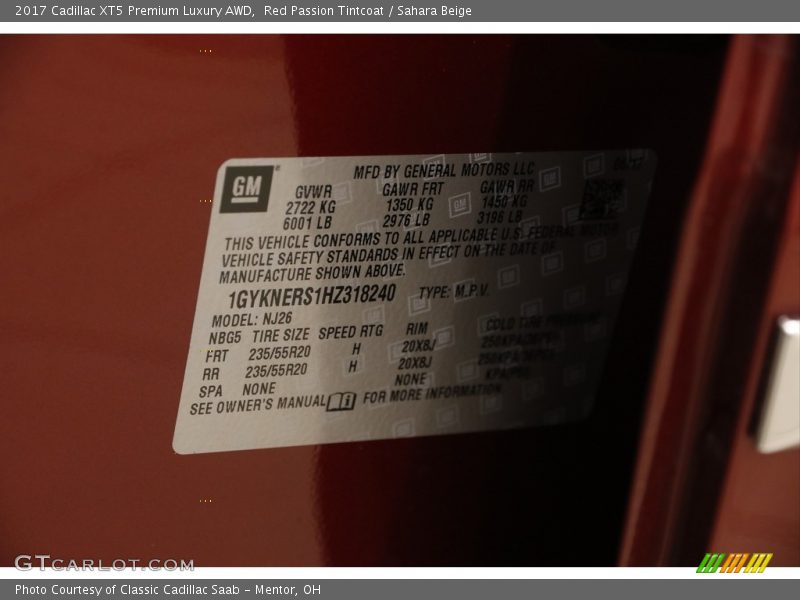 2017 Cadillac XT5 Premium Luxury AWD,  Red Passion Tintcoat / Sahara Beige
GM
MFD BY GENERAL MOTORS LLC
GVWR GAWR FRT GAWR RR
2722 KG 1350 KG 1450 KG
6001 LB 2976 LB 3196 LB
THIS VEHICLE CONFORMS TO ALL APPLICABLE U.S. FEDERAL MOTOR
VEHICLE SAFETY STANDARDS IN EFFECT ON THE DATE OF
MANUFACTURE SHOWN ABOVE.
1GYKNERS1HZ318240 TYPE: M.P.V.
MODEL: NJ26
NBG5 TIRE SIZE SPEED RTG RIM COLD TIRE PRESSURE
FRT 235/55R20 H 20X8J
RR 235/55R20 H 20X8J
SPA NONE NONE
SEE OWNER'S MANUAL FOR MORE INFORMATION
GTCARLOT.COM
Photo Courtesy of Classic Cadillac Saab - Mentor, OH